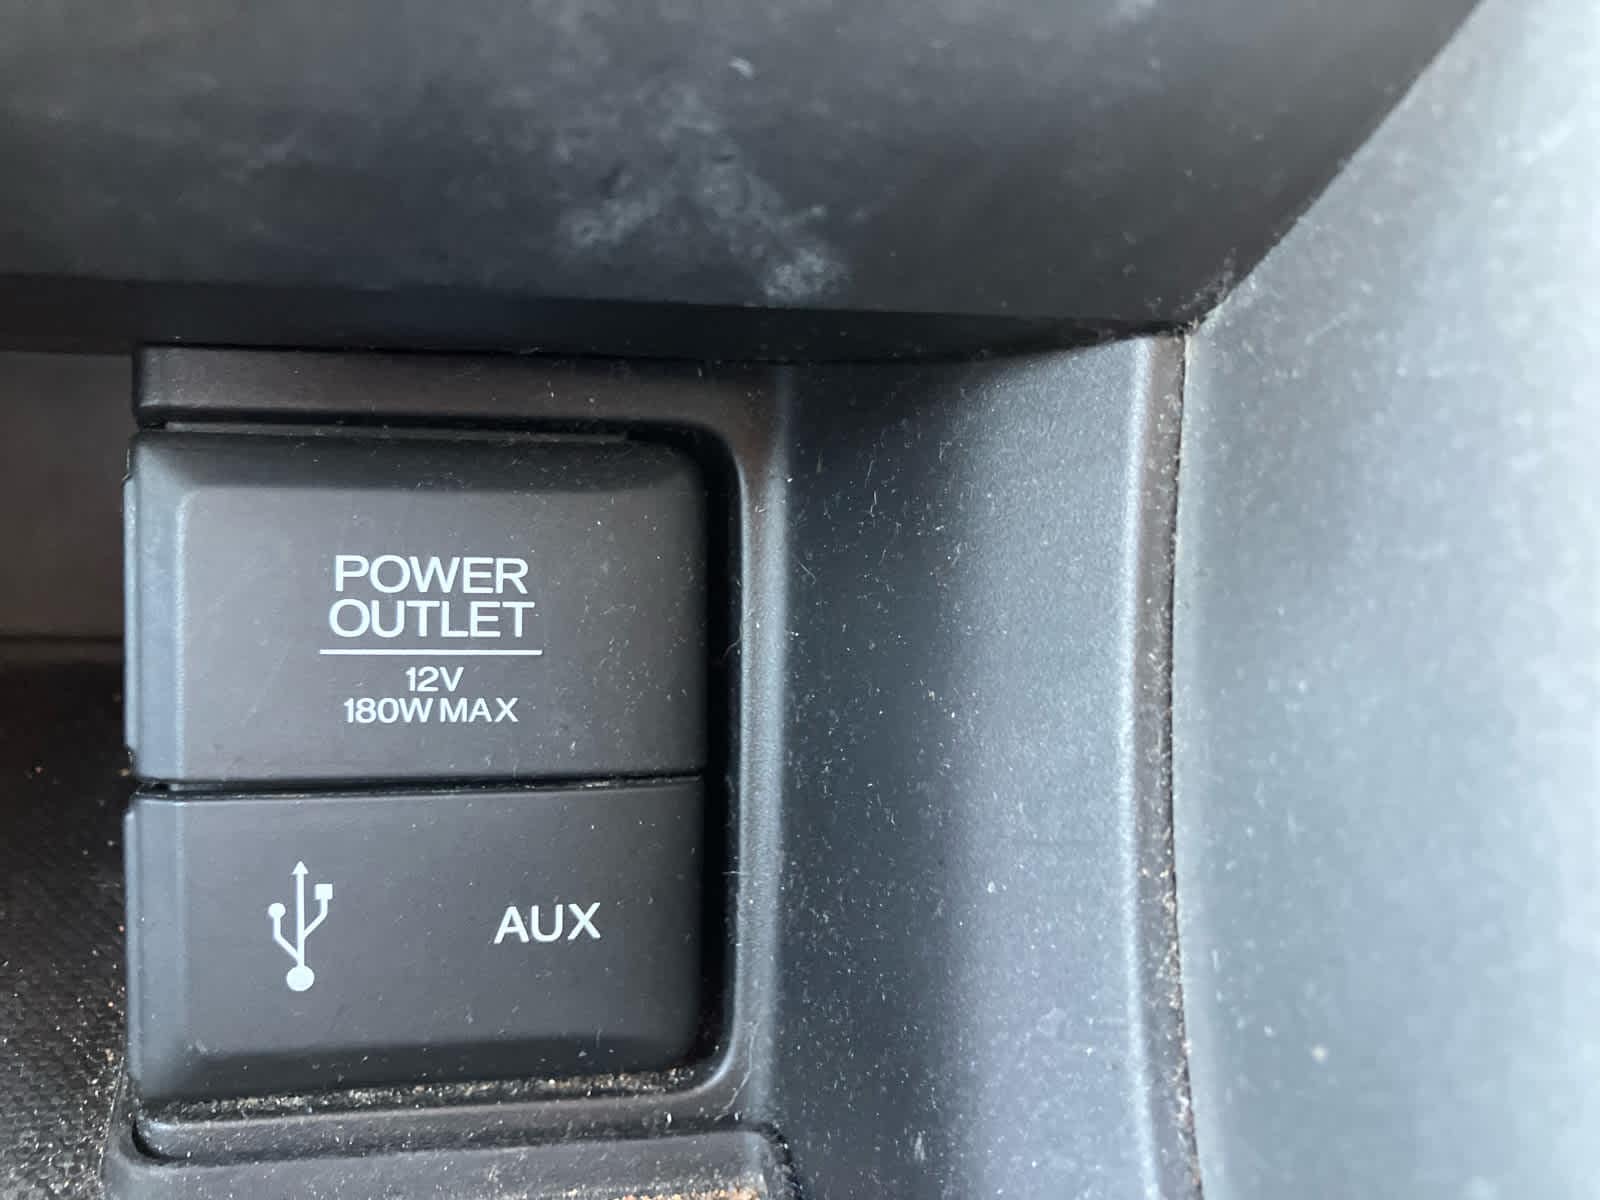 POWER
OUTLET
12V
180W MAX
AUX